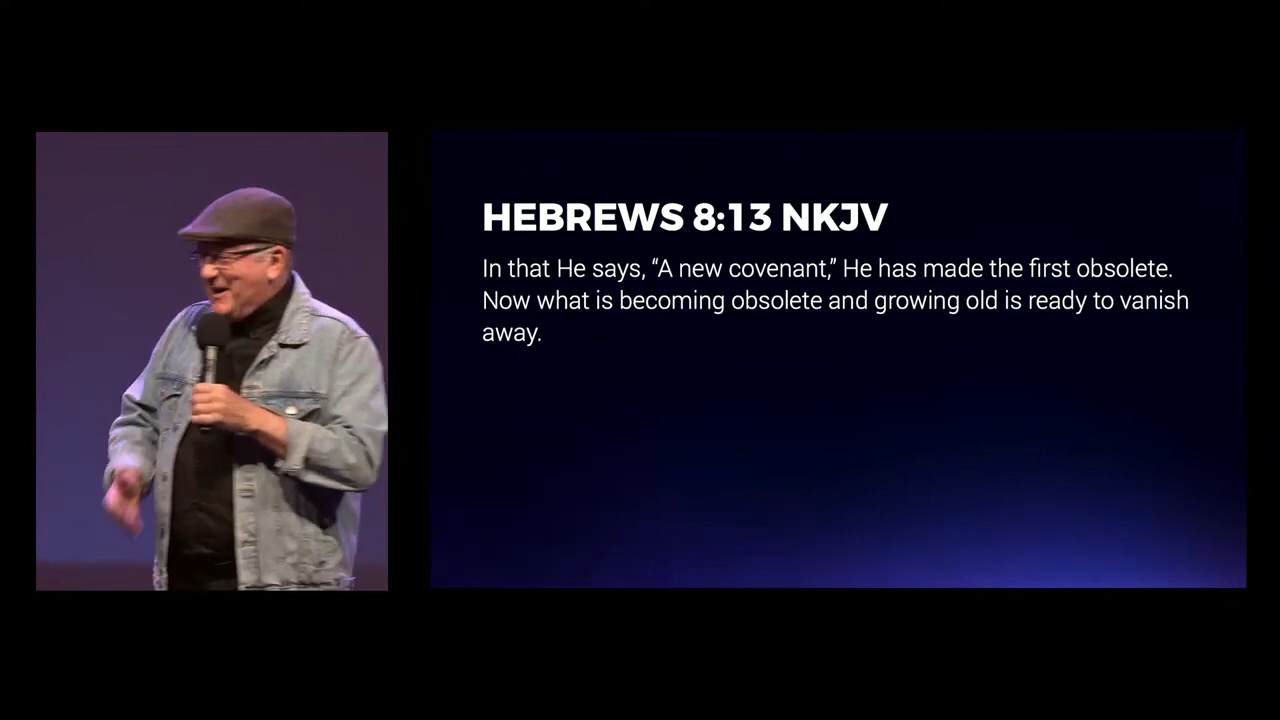 HEBREWS 8:13 NKJV
In that He says, “A new covenant,” He has made the first obsolete.
Now what is becoming obsolete and growing old is ready to vanish
away.